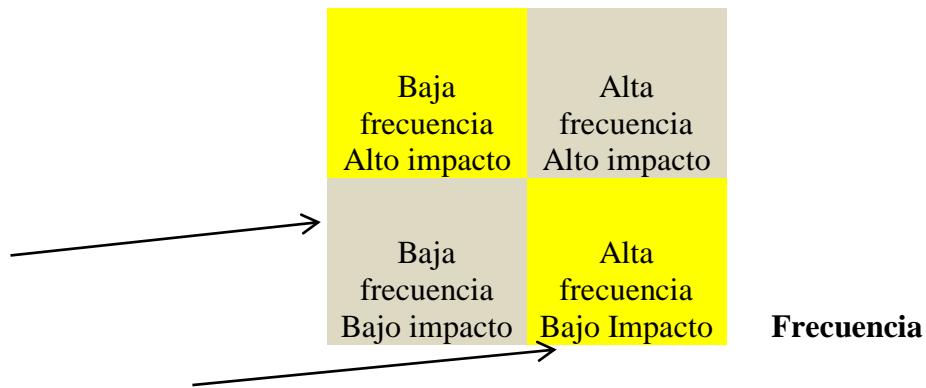 Baja
frecuencia
Alto impacto
Alta
frecuencia
Alto impacto
Baja
frecuencia
Bajo impacto
Alta
frecuencia
Bajo Impacto
Frecuencia